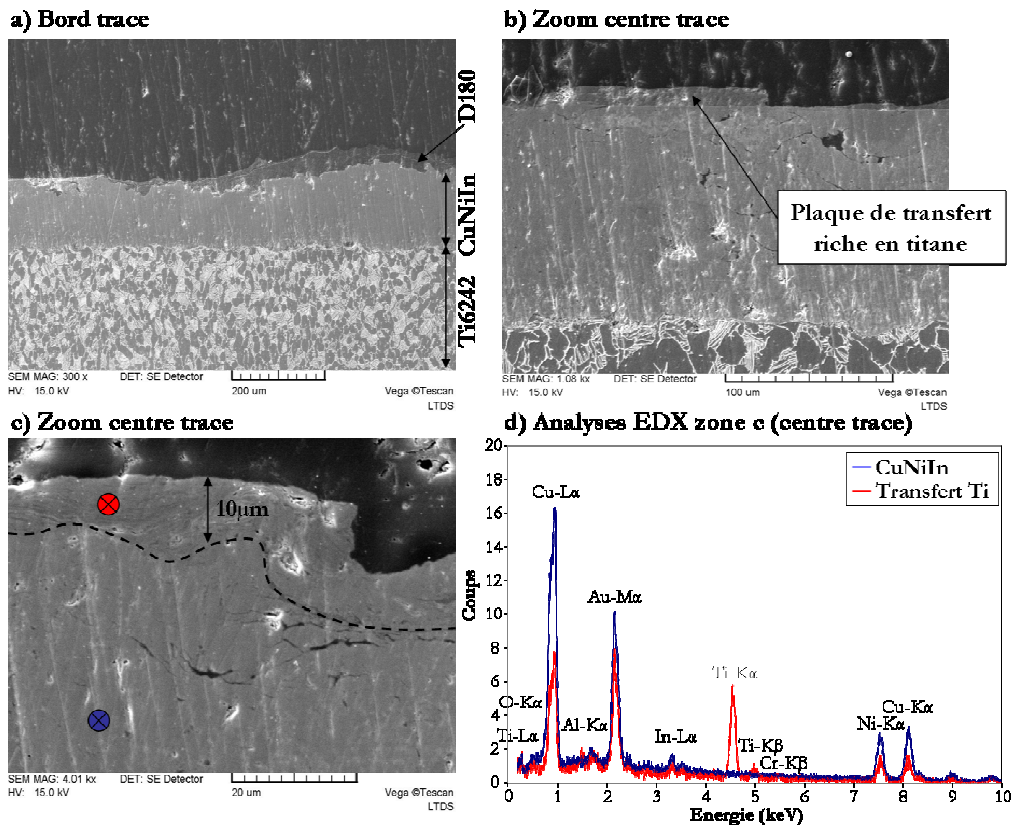 a) Bord trace
D180
CuNiIn
Ti6242
SEM MAG: 300 x
DET: SE Detector
HV: 15.0 kV
200 um
Vega ©Tescan
LTDS
b) Zoom centre trace
Plaque de transfert
riche en titane
SEM MAG: 1.08 kx
DET: SE Detector
HV: 15.0 kV
100 um
Vega ©Tescan
LTDS
c) Zoom centre trace
10µm
SEM MAG: 4.01 kx
DET: SE Detector
HV: 15.0 kV
20 um
Vega ©Tescan
LTDS
d) Analyses EDX zone c (centre trace)
CuNiIn
Transfert Ti
Coups
20
18
16
14
12
10
8
6
4
2
0
Cu-Lα
Au-Mα
Ti-Kα
O-Kα
Ti-Lα
Al-Kα
In-Lα
Ti-Kβ
Cr-Kβ
Ni-Kα
Cu-Kα
0 1 2 3 4 5 6 7 8 9 10
Energie (keV)